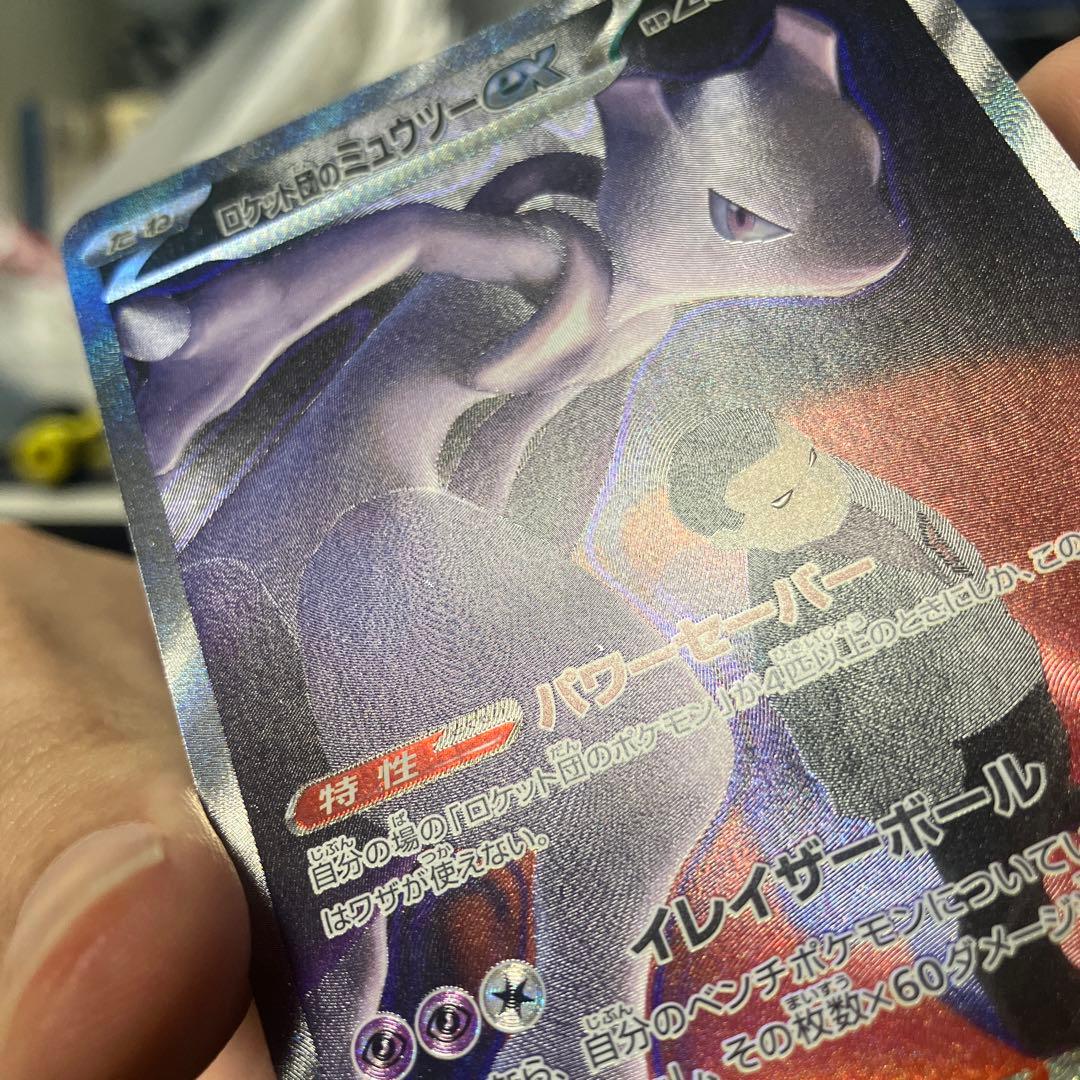 たね
ロケット団のミュウツーex
HP
特性 パワーセーバー
自分の場の「ロケット団のポケモン」が4匹以上のときにしか、この
はワザが使えない。
イレイザーボール
自分のベンチポケモンについてい
その枚数×60ダメージ